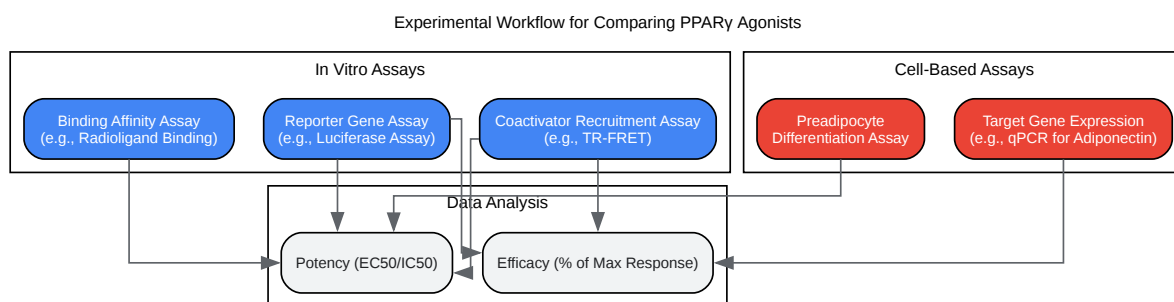 Experimental Workflow for Comparing PPARγ Agonists
In Vitro Assays
Cell-Based Assays
Binding Affinity Assay
(e.g., Radioligand Binding)
Reporter Gene Assay
(e.g., Luciferase Assay)
Coactivator Recruitment Assay
(e.g., TR-FRET)
Preadipocyte
Differentiation Assay
Target Gene Expression
(e.g., qPCR for Adiponectin)
Data Analysis
Potency (EC50/IC50)
Efficacy (% of Max Response)